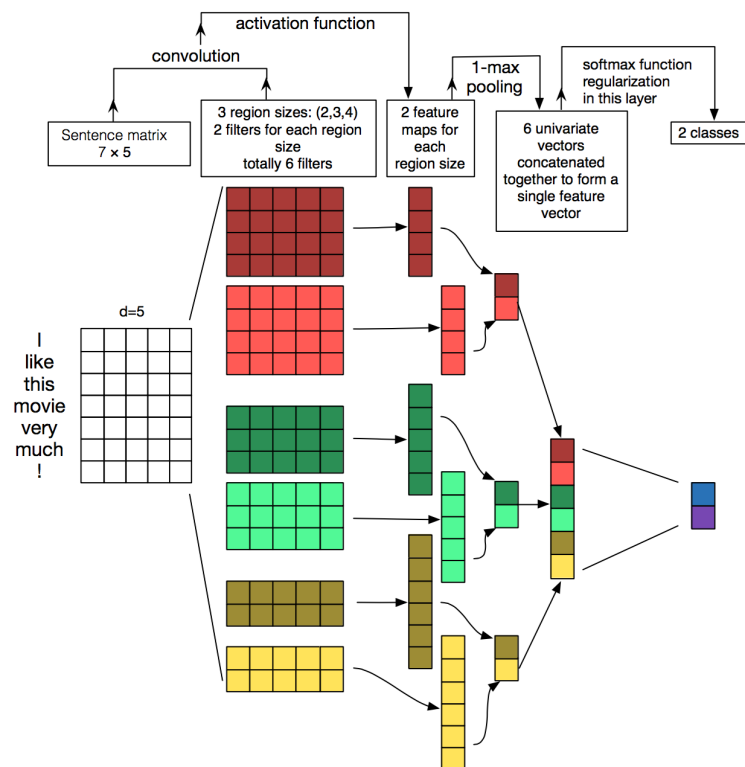 activation function
convolution
1-max
pooling
softmax function
regularization
in this layer
Sentence matrix
7 × 5
3 region sizes: (2,3,4)
2 filters for each region
size
totally 6 filters
2 feature
maps for
each
region size
6 univariate
vectors
concatenated
together to form a
single feature
vector
2 classes
d=5
I
like
this
movie
very
much
!